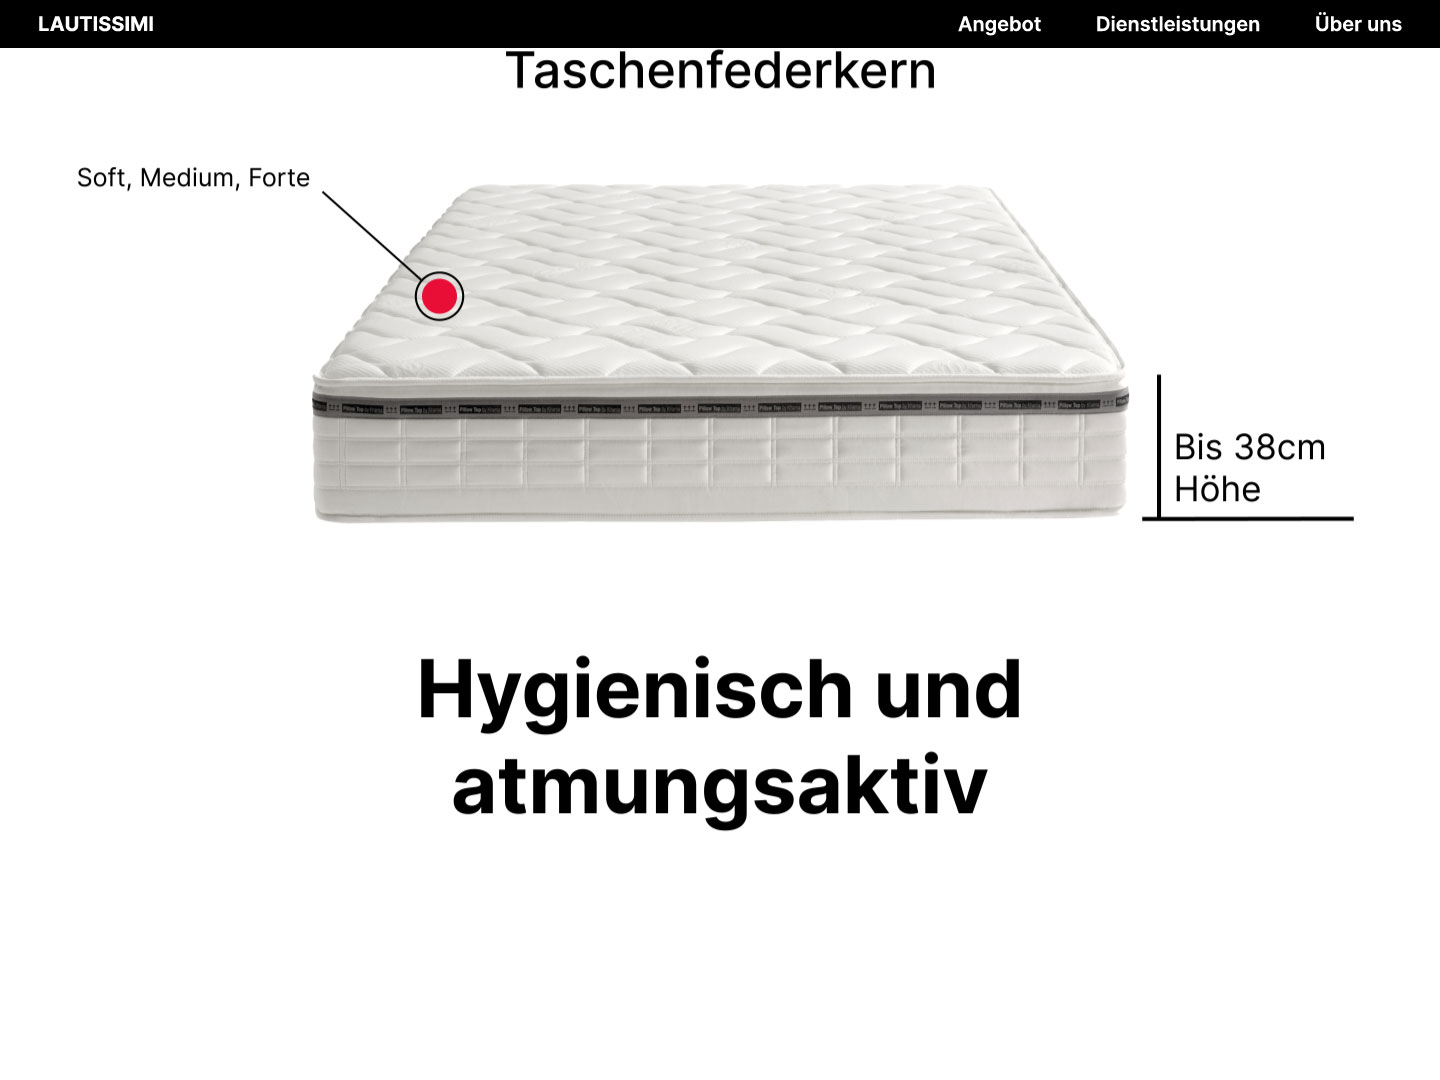 LAUTISSIMI Angebot Dienstleistungen Über uns
Taschenfederkern
Soft, Medium, Forte
Bis 38cm
Höhe
Hygienisch und
atmungsaktiv